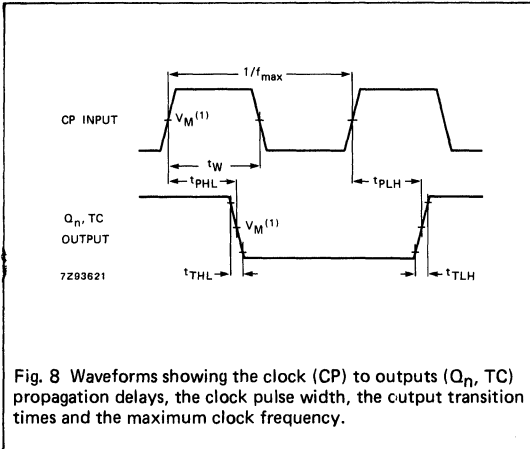 1/fmax
CP INPUT
VM(1)
tW
tPHL
tPLH
Qn, TC
OUTPUT
VM(1)
7Z93621
tTHL
tTLH
Fig. 8 Waveforms showing the clock (CP) to outputs (Qn, TC)
propagation delays, the clock pulse width, the output transition
times and the maximum clock frequency.